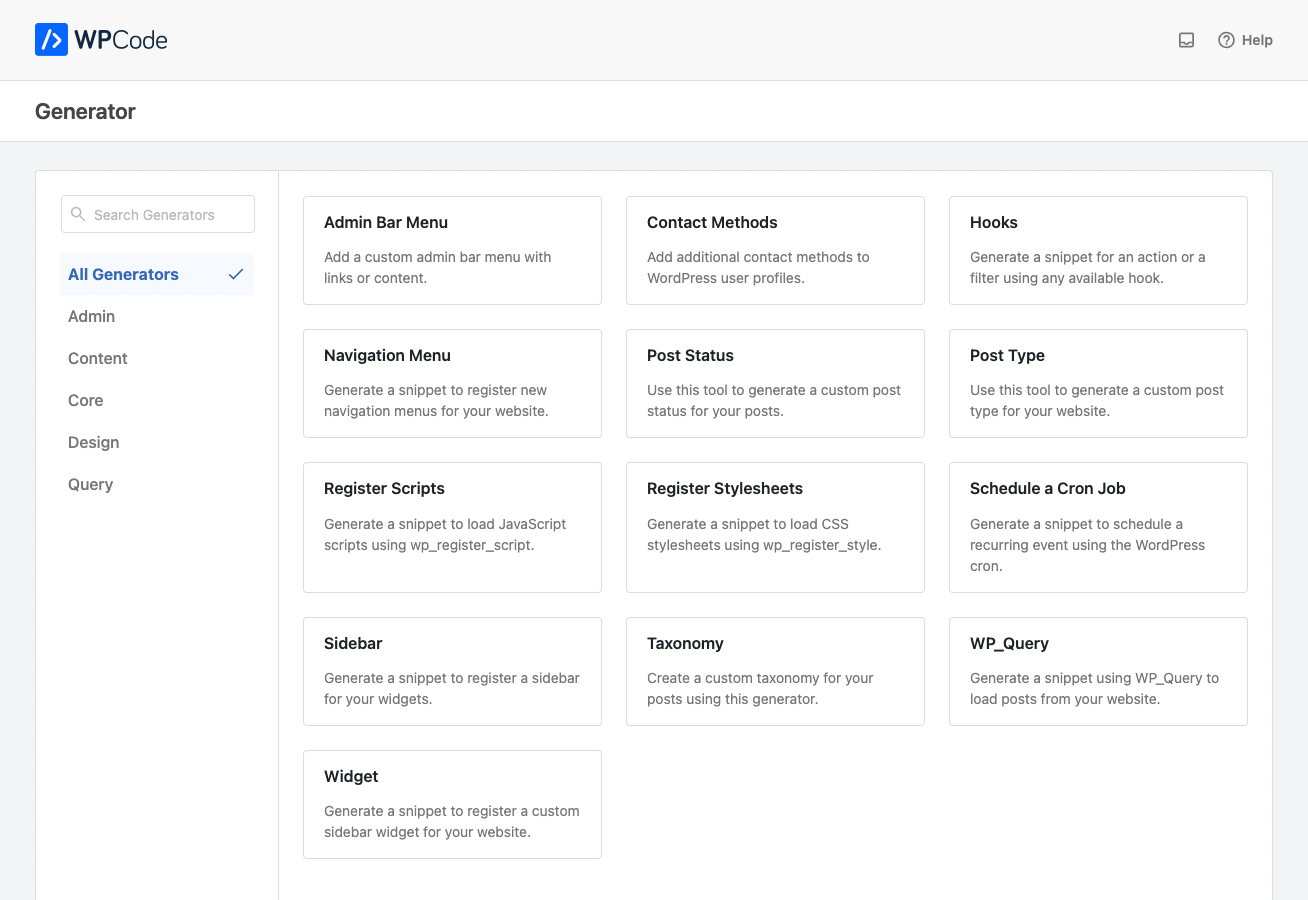 WPCode
Help
Generator
Search Generators
All Generators
Admin
Content
Core
Design
Query
Admin Bar Menu
Add a custom admin bar menu with
links or content.
Contact Methods
Add additional contact methods to
WordPress user profiles.
Hooks
Generate a snippet for an action or a
filter using any available hook.
Navigation Menu
Generate a snippet to register new
navigation menus for your website.
Post Status
Use this tool to generate a custom post
status for your posts.
Post Type
Use this tool to generate a custom post
type for your website.
Register Scripts
Generate a snippet to load JavaScript
scripts using wp_register_script.
Register Stylesheets
Generate a snippet to load CSS
stylesheets using wp_register_style.
Schedule a Cron Job
Generate a snippet to schedule a
recurring event using the WordPress
cron.
Sidebar
Generate a snippet to register a sidebar
for your widgets.
Taxonomy
Create a custom taxonomy for your
posts using this generator.
WP_Query
Generate a snippet using WP_Query to
load posts from your website.
Widget
Generate a snippet to register a custom
sidebar widget for your website.